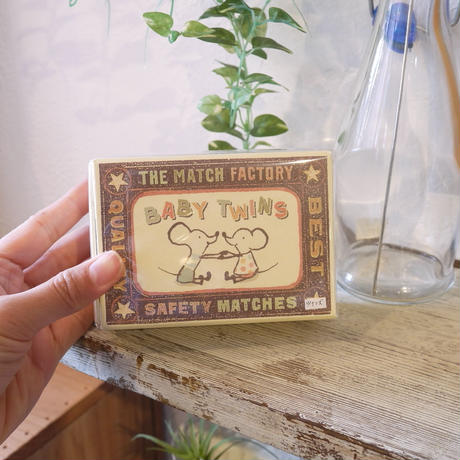 THE MATCH FACTORY
BABY TWINS
QUALITY
BEST
SAFETY MATCHES